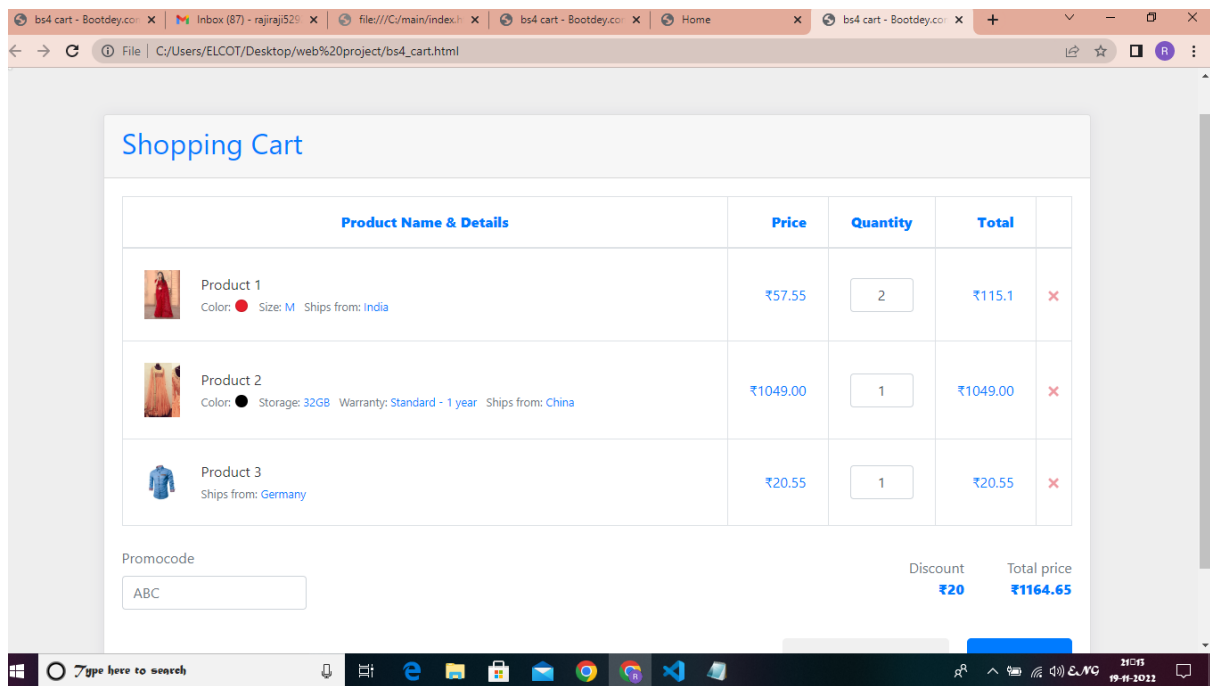 bs4 cart - Bootdey.cor
Inbox (87) - rajiraji529
file:///C:/main/index.h
bs4 cart - Bootdey.cor
Home
bs4 cart - Bootdey.cor
File C:/Users/ELCOT/Desktop/web%20project/bs4_cart.html
R
Shopping Cart
Product Name & Details Price Quantity Total
Product 1
Color: Size: M Ships from: India
₹57.55 2 ₹115.1
Product 2
Color: Storage: 32GB Warranty: Standard - 1 year Ships from: China
₹1049.00 1 ₹1049.00
Product 3
Ships from: Germany
₹20.55 1 ₹20.55
Promocode
ABC
Discount Total price
₹20 ₹1164.65
Type here to search
ENG
19-11-2022